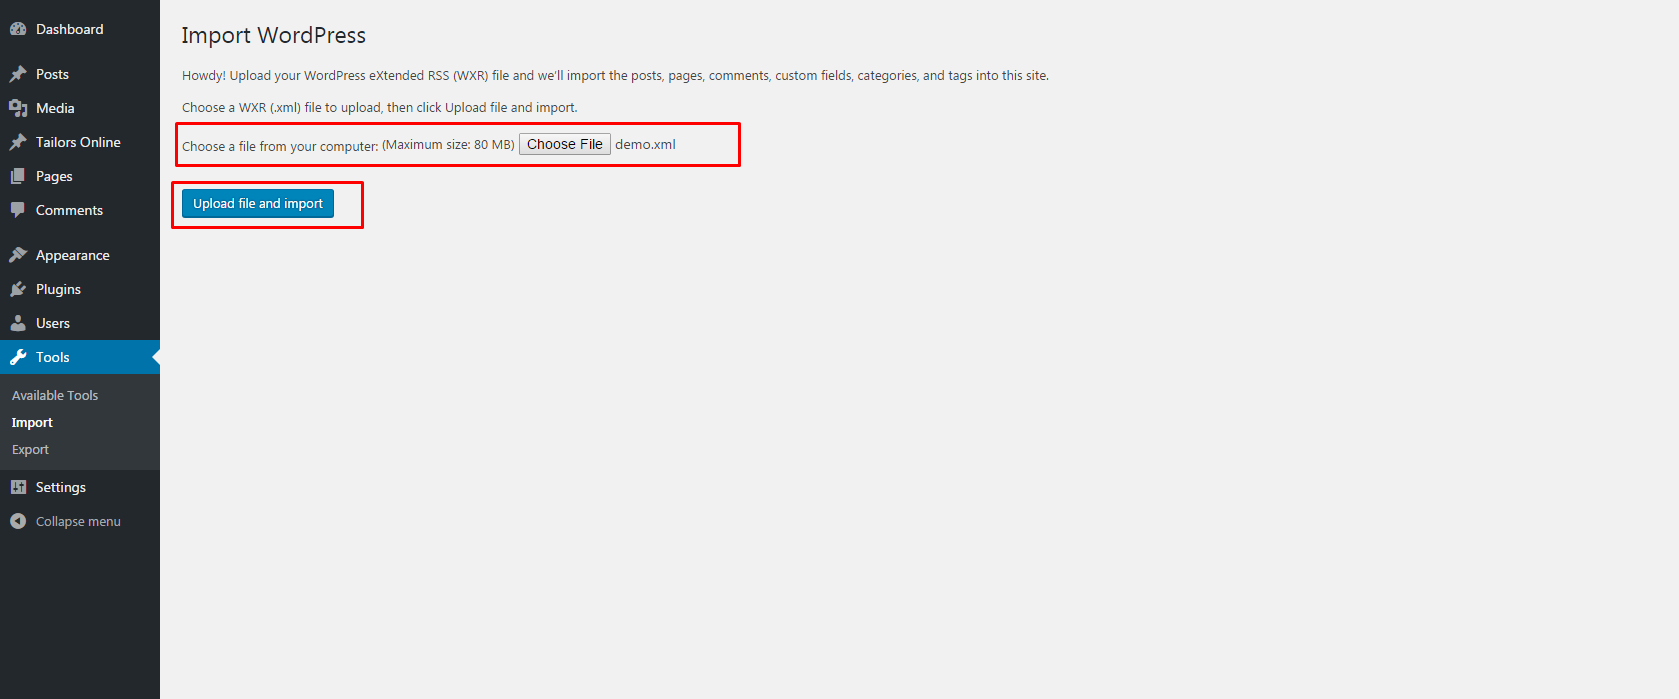 Dashboard
Posts
Media
Tailors Online
Pages
Comments
Appearance
Plugins
Users
Tools
Available Tools
Import
Export
Settings
Collapse menu
Import WordPress
Howdy! Upload your WordPress eXtended RSS (WXR) file and we'll import the posts, pages, comments, custom fields, categories, and tags into this site.
Choose a WXR (.xml) file to upload, then click Upload file and import.
Choose a file from your computer: (Maximum size: 80 MB) Choose File demo.xml
Upload file and import